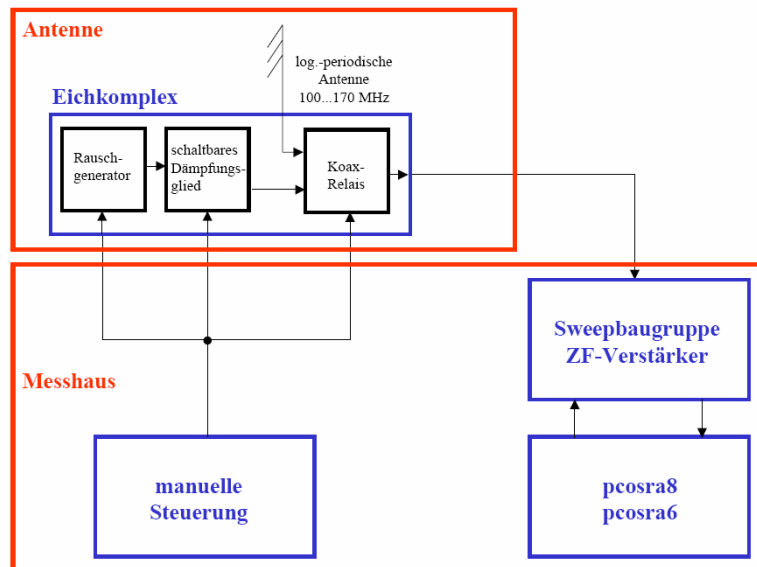 Antenne
log.-periodische
Antenne
100...170 MHz
Eichkomplex
Rausch-
generator
schaltbares
Dämpfungs-
glied
Koax-
Relais
Sweepbaugruppe
ZF-Verstärker
Messhaus
manuelle
Steuerung
pcosra8
pcosra6